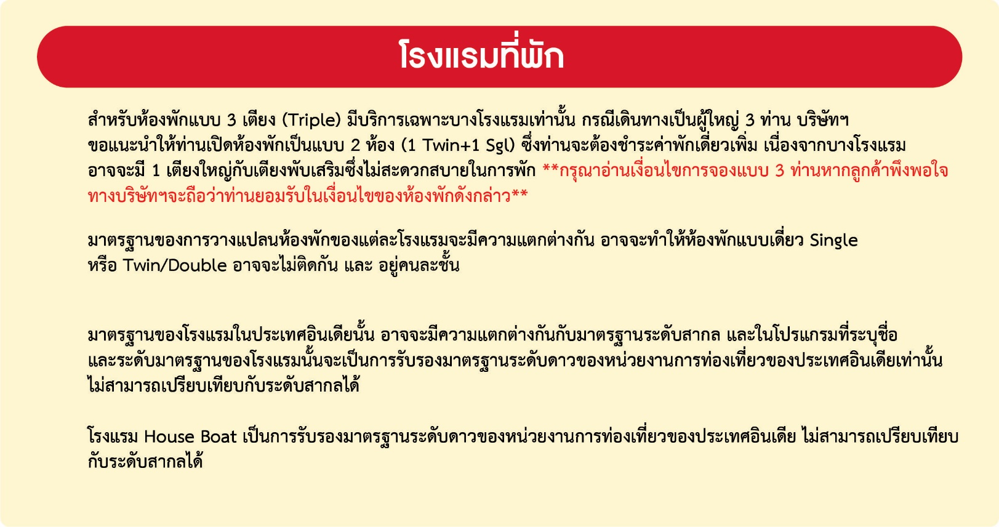 โรงแรมที่พัก
สำหรับห้องพักแบบ 3 เตียง (Triple) มีบริการเฉพาะบางโรงแรมเท่านั้น กรณีเดินทางเป็นผู้ใหญ่ 3 ท่าน บริษัทฯ
ขอแนะนำให้ท่านเปิดห้องพักเป็นแบบ 2 ห้อง (1 Twin+1 Sgl) ซึ่งท่านจะต้องชำระค่าพักเดี่ยวเพิ่ม เนื่องจากบางโรงแรม
อาจจะมี 1 เตียงใหญ่กับเตียงพับเสริมซึ่งไม่สะดวกสบายในการพัก **กรุณาอ่านเงื่อนไขการจองแบบ 3 ท่านหากลูกค้าพึงพอใจ
ทางบริษัทฯจะถือว่าท่านยอมรับในเงื่อนไขของห้องพักดังกล่าว**
มาตรฐานของการวางแปลนห้องพักของแต่ละโรงแรมจะมีความแตกต่างกัน อาจจะทำให้ห้องพักแบบเดี่ยว Single
หรือ Twin/Double อาจจะไม่ติดกัน และ อยู่คนละชั้น
มาตรฐานของโรงแรมในประเทศอินเดียนั้น อาจจะมีความแตกต่างกันกับมาตรฐานระดับสากล และในโปรแกรมที่ระบุชื่อ
และระดับมาตรฐานของโรงแรมนั้นจะเป็นการรับรองมาตรฐานระดับดาวของหน่วยงานการท่องเที่ยวของประเทศอินเดียเท่านั้น
ไม่สามารถเปรียบเทียบกับระดับสากลได้
โรงแรม House Boat เป็นการรับรองมาตรฐานระดับดาวของหน่วยงานการท่องเที่ยวของประเทศอินเดีย ไม่สามารถเปรียบเทียบ
กับระดับสากลได้